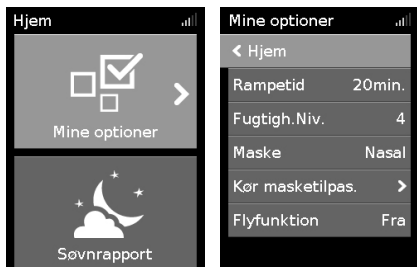 Hjem
Mine optioner
Søvnrapport
Mine optioner
Hjem
Rampetid 20min.
Fugtigh.Niv. 4
Maske Nasal
Kør masketilpas.
Flyfunktion Fra